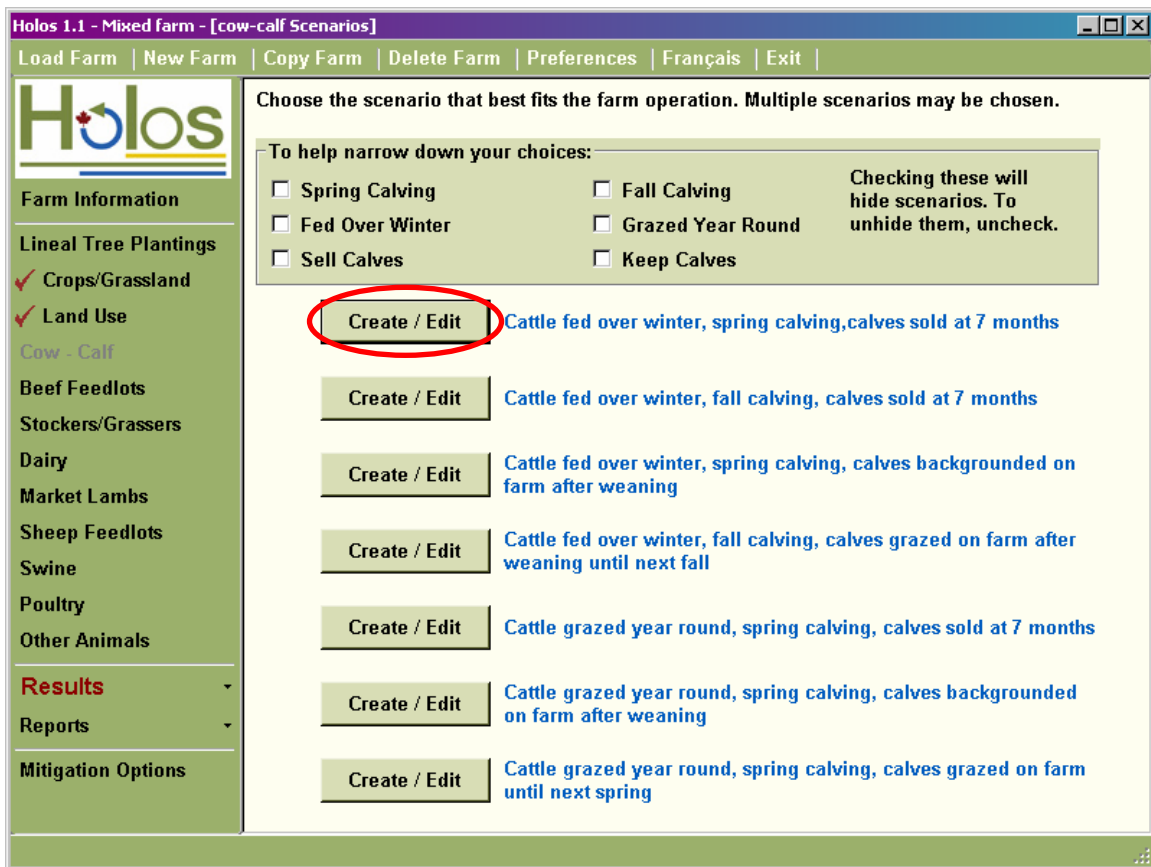 Holos 1.1 - Mixed farm - [cow-calf Scenarios]
Load Farm | New Farm | Copy Farm | Delete Farm | Preferences | Français | Exit |
Holos
Farm Information
Lineal Tree Plantings
Crops/Grassland
Land Use
Cow - Calf
Beef Feedlots
Stockers/Grassers
Dairy
Market Lambs
Sheep Feedlots
Swine
Poultry
Other Animals
Results
Reports
Mitigation Options
Choose the scenario that best fits the farm operation. Multiple scenarios may be chosen.
To help narrow down your choices:
Spring Calving
Fall Calving
Fed Over Winter
Grazed Year Round
Sell Calves
Keep Calves
Checking these will
hide scenarios. To
unhide them, uncheck.
Create / Edit
Cattle fed over winter, spring calving,calves sold at 7 months
Create / Edit
Cattle fed over winter, fall calving, calves sold at 7 months
Create / Edit
Cattle fed over winter, spring calving, calves backgrounded on
farm after weaning
Create / Edit
Cattle fed over winter, fall calving, calves grazed on farm after
weaning until next fall
Create / Edit
Cattle grazed year round, spring calving, calves sold at 7 months
Create / Edit
Cattle grazed year round, spring calving, calves backgrounded
on farm after weaning
Create / Edit
Cattle grazed year round, spring calving, calves grazed on farm
until next spring